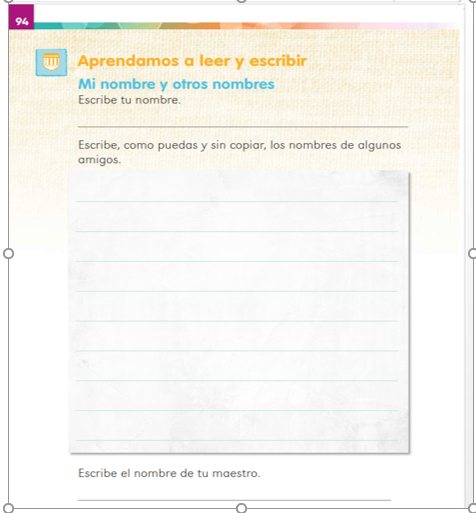 94
Aprendamos a leer y escribir
Mi nombre y otros nombres
Escribe tu nombre.
Escribe, como puedas y sin copiar, los nombres de algunos
amigos.
Escribe el nombre de tu maestro.